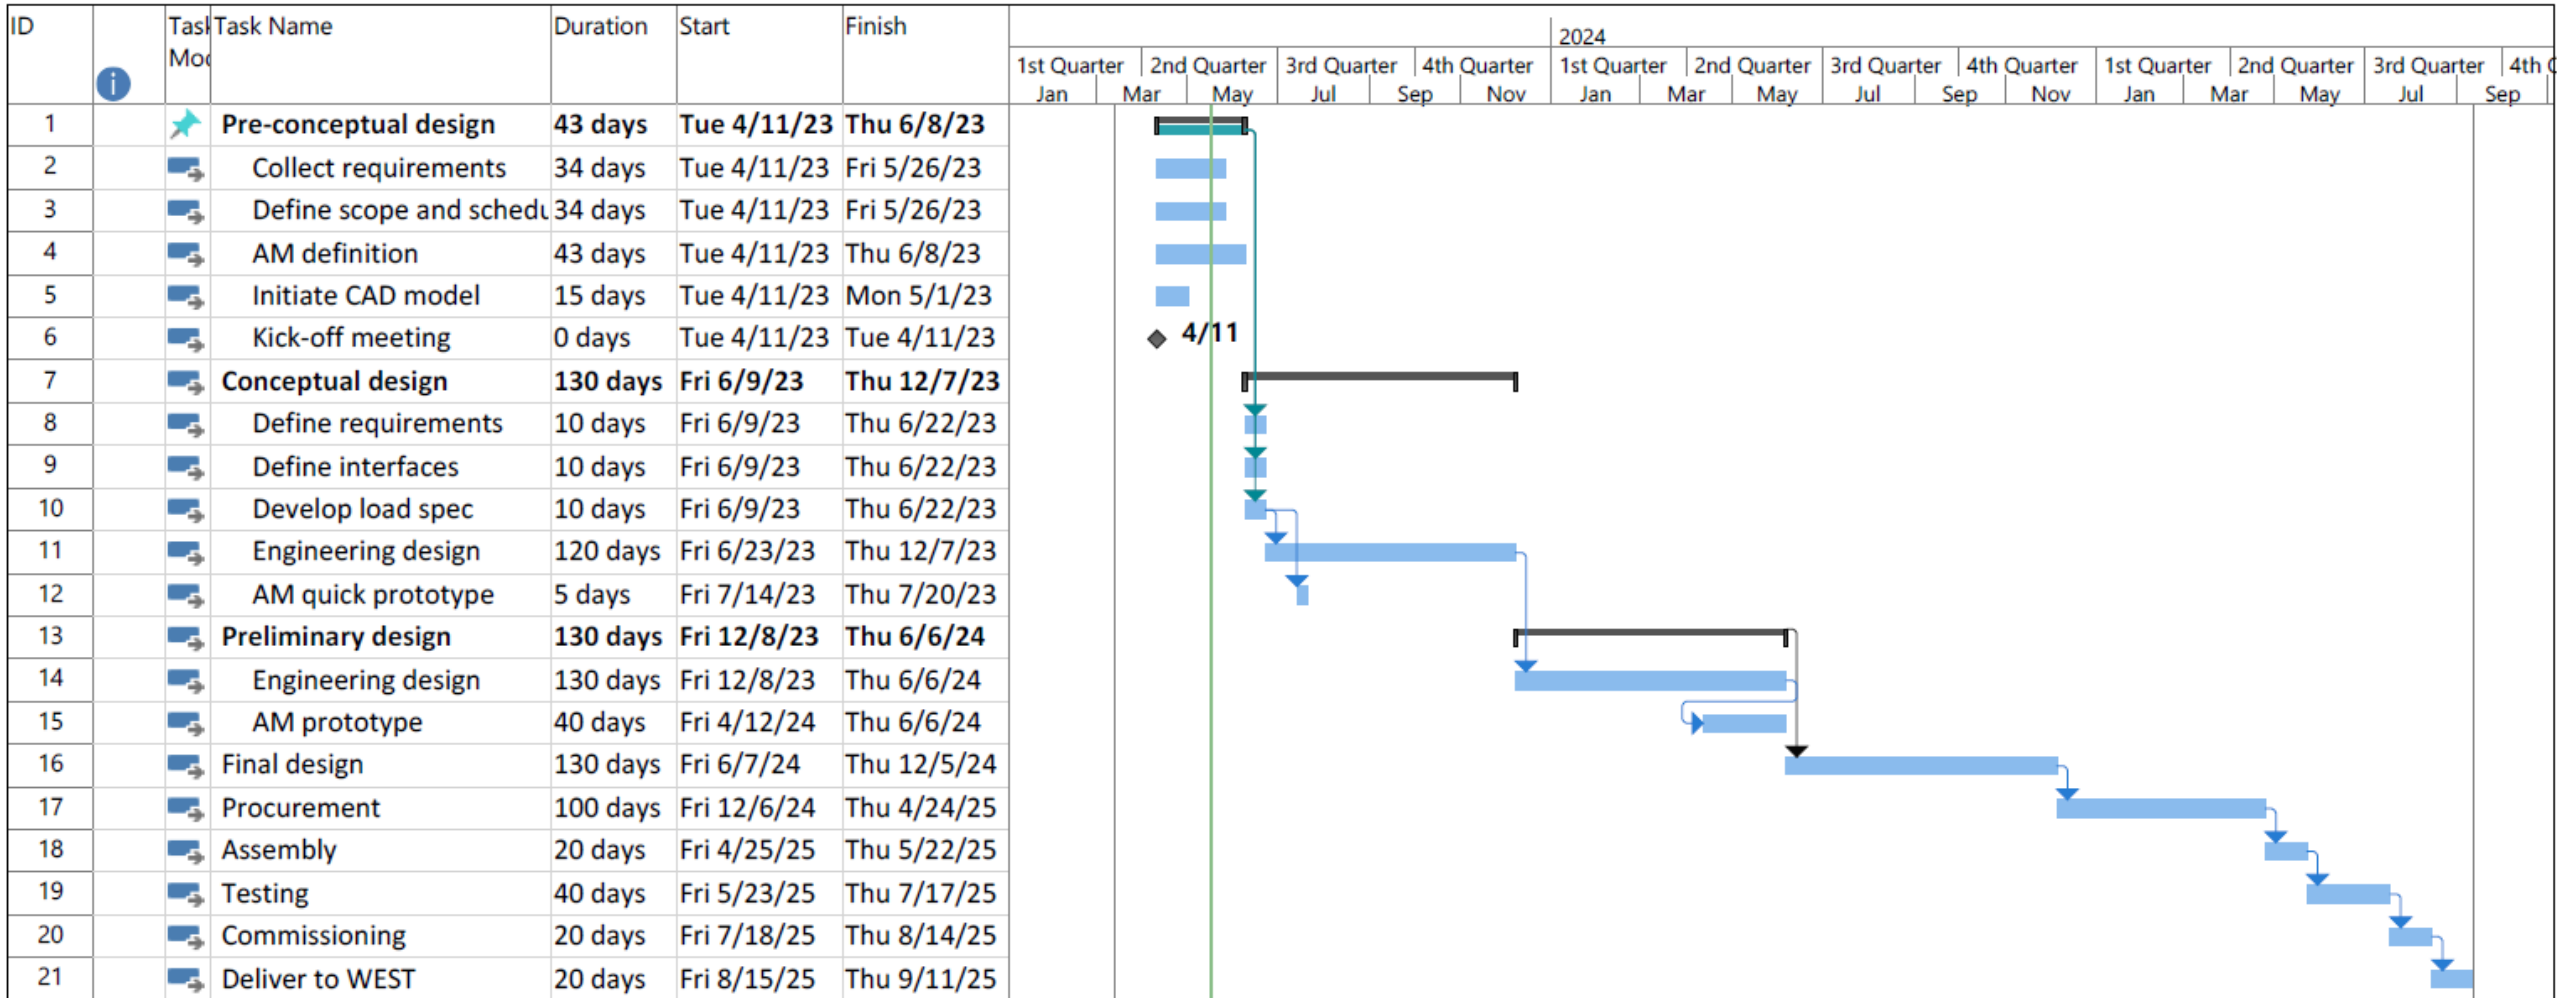 ID Task Mod Task Name Duration Start Finish
2024
1st Quarter 2nd Quarter 3rd Quarter 4th Quarter 1st Quarter 2nd Quarter 3rd Quarter 4th Quarter 1st Quarter 2nd Quarter 3rd Quarter 4th
Jan Mar May Jul Sep Nov Jan Mar May Jul Sep Nov Jan Mar May Jul Sep
1 Pre-conceptual design 43 days Tue 4/11/23 Thu 6/8/23
2 Collect requirements 34 days Tue 4/11/23 Fri 5/26/23
3 Define scope and schedu 34 days Tue 4/11/23 Fri 5/26/23
4 AM definition 43 days Tue 4/11/23 Thu 6/8/23
5 Initiate CAD model 15 days Tue 4/11/23 Mon 5/1/23
6 Kick-off meeting 0 days Tue 4/11/23 Tue 4/11/23 4/11
7 Conceptual design 130 days Fri 6/9/23 Thu 12/7/23
8 Define requirements 10 days Fri 6/9/23 Thu 6/22/23
9 Define interfaces 10 days Fri 6/9/23 Thu 6/22/23
10 Develop load spec 10 days Fri 6/9/23 Thu 6/22/23
11 Engineering design 120 days Fri 6/23/23 Thu 12/7/23
12 AM quick prototype 5 days Fri 7/14/23 Thu 7/20/23
13 Preliminary design 130 days Fri 12/8/23 Thu 6/6/24
14 Engineering design 130 days Fri 12/8/23 Thu 6/6/24
15 AM prototype 40 days Fri 4/12/24 Thu 6/6/24
16 Final design 130 days Fri 6/7/24 Thu 12/5/24
17 Procurement 100 days Fri 12/6/24 Thu 4/24/25
18 Assembly 20 days Fri 4/25/25 Thu 5/22/25
19 Testing 40 days Fri 5/23/25 Thu 7/17/25
20 Commissioning 20 days Fri 7/18/25 Thu 8/14/25
21 Deliver to WEST 20 days Fri 8/15/25 Thu 9/11/25